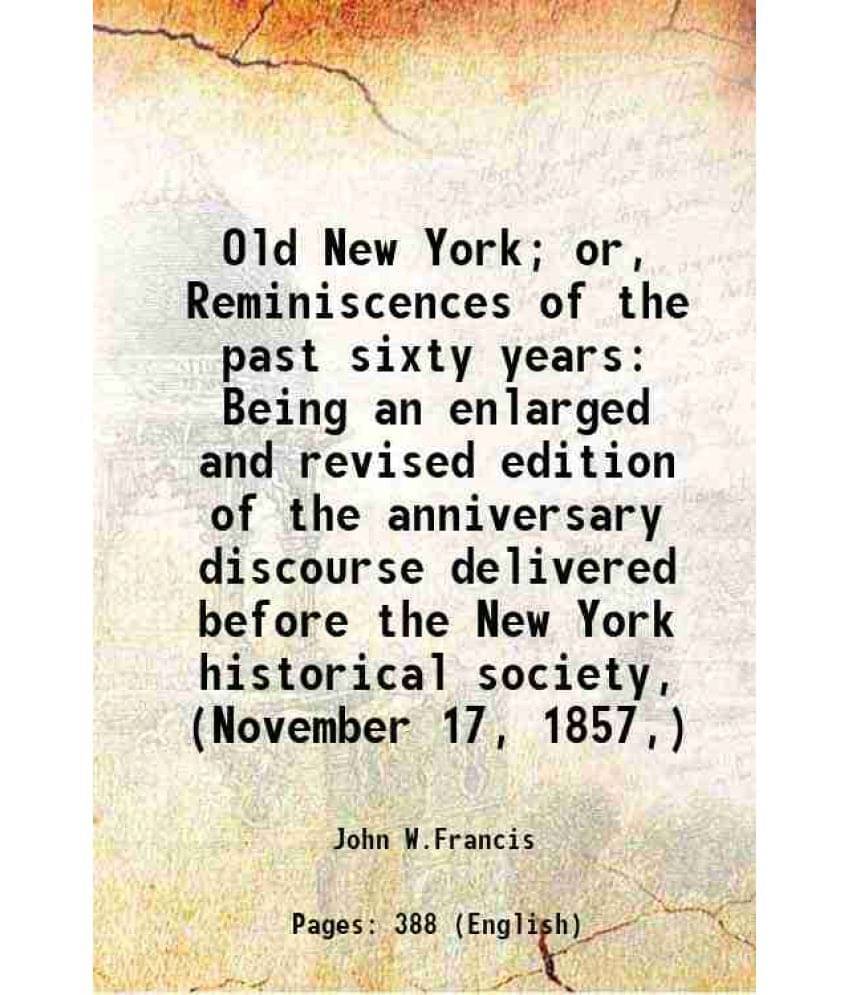 Old New York; or,
Reminiscences of the
past sixty years:
Being an enlarged
and revised edition
of the anniversary
discourse delivered
before the New York
historical society,
(November 17, 1857,)
John W.Francis
Pages: 388 (English)